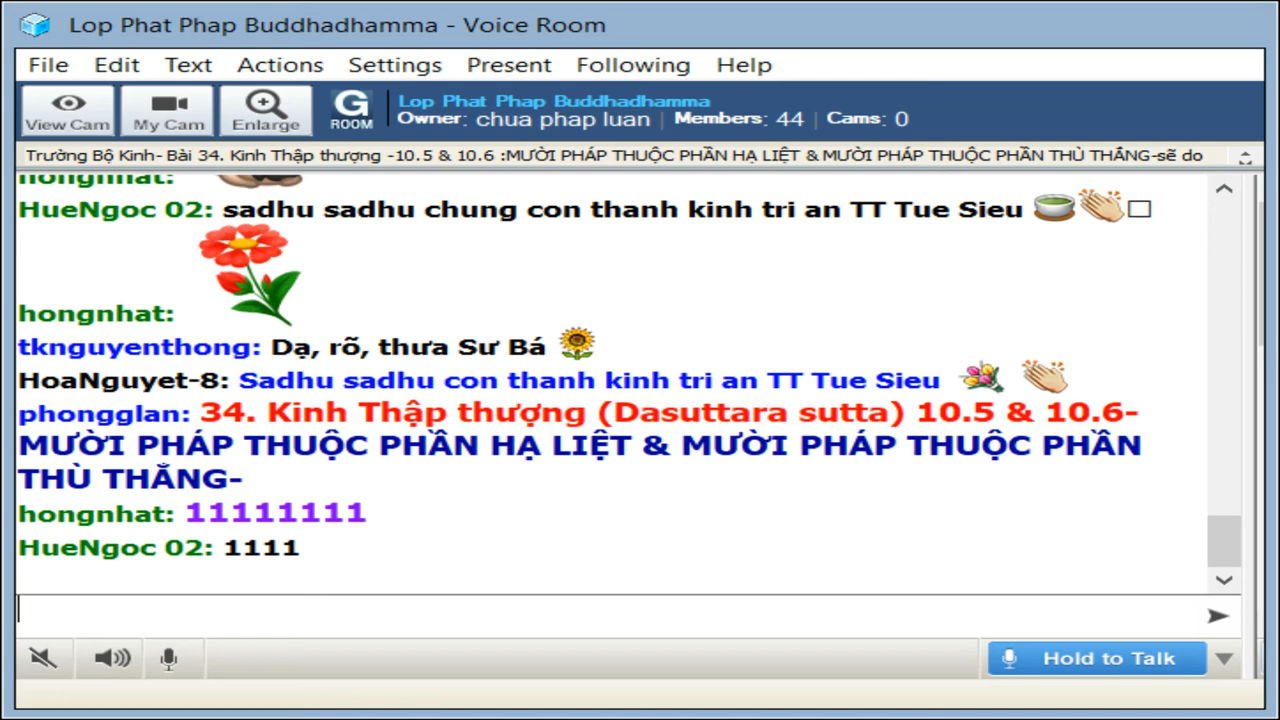 Lop Phat Phap Buddhadhamma - Voice Room
File Edit Text Actions Settings Present Following Help
View Cam My Cam Enlarge G ROOM
Lop Phat Phap Buddhadhamma
Owner: chua phap luan | Members: 44 | Cams: 0
Trường Bộ Kinh- Bài 34. Kinh Thập thượng -10.5 & 10.6 :MƯỜI PHÁP THUỘC PHẦN HẠ LIỆT & MƯỜI PHÁP THUỘC PHẦN THÙ THẮNG-sẽ do
hongnhat:
HueNgoc 02: sadhu sadhu chung con thanh kinh tri an TT Tue Sieu 🍵👏□
hongnhat:
tknguyenthong: Dạ, rõ, thưa Sư Bá 🌻
HoaNguyet-8: Sadhu sadhu con thanh kinh tri an TT Tue Sieu 💐 👏
phongglan: 34. Kinh Thập thượng (Dasuttara sutta) 10.5 & 10.6-
MƯỜI PHÁP THUỘC PHẦN HẠ LIỆT & MƯỜI PHÁP THUỘC PHẦN
THÙ THẮNG-
hongnhat: 11111111
HueNgoc 02: 1111
Hold to Talk